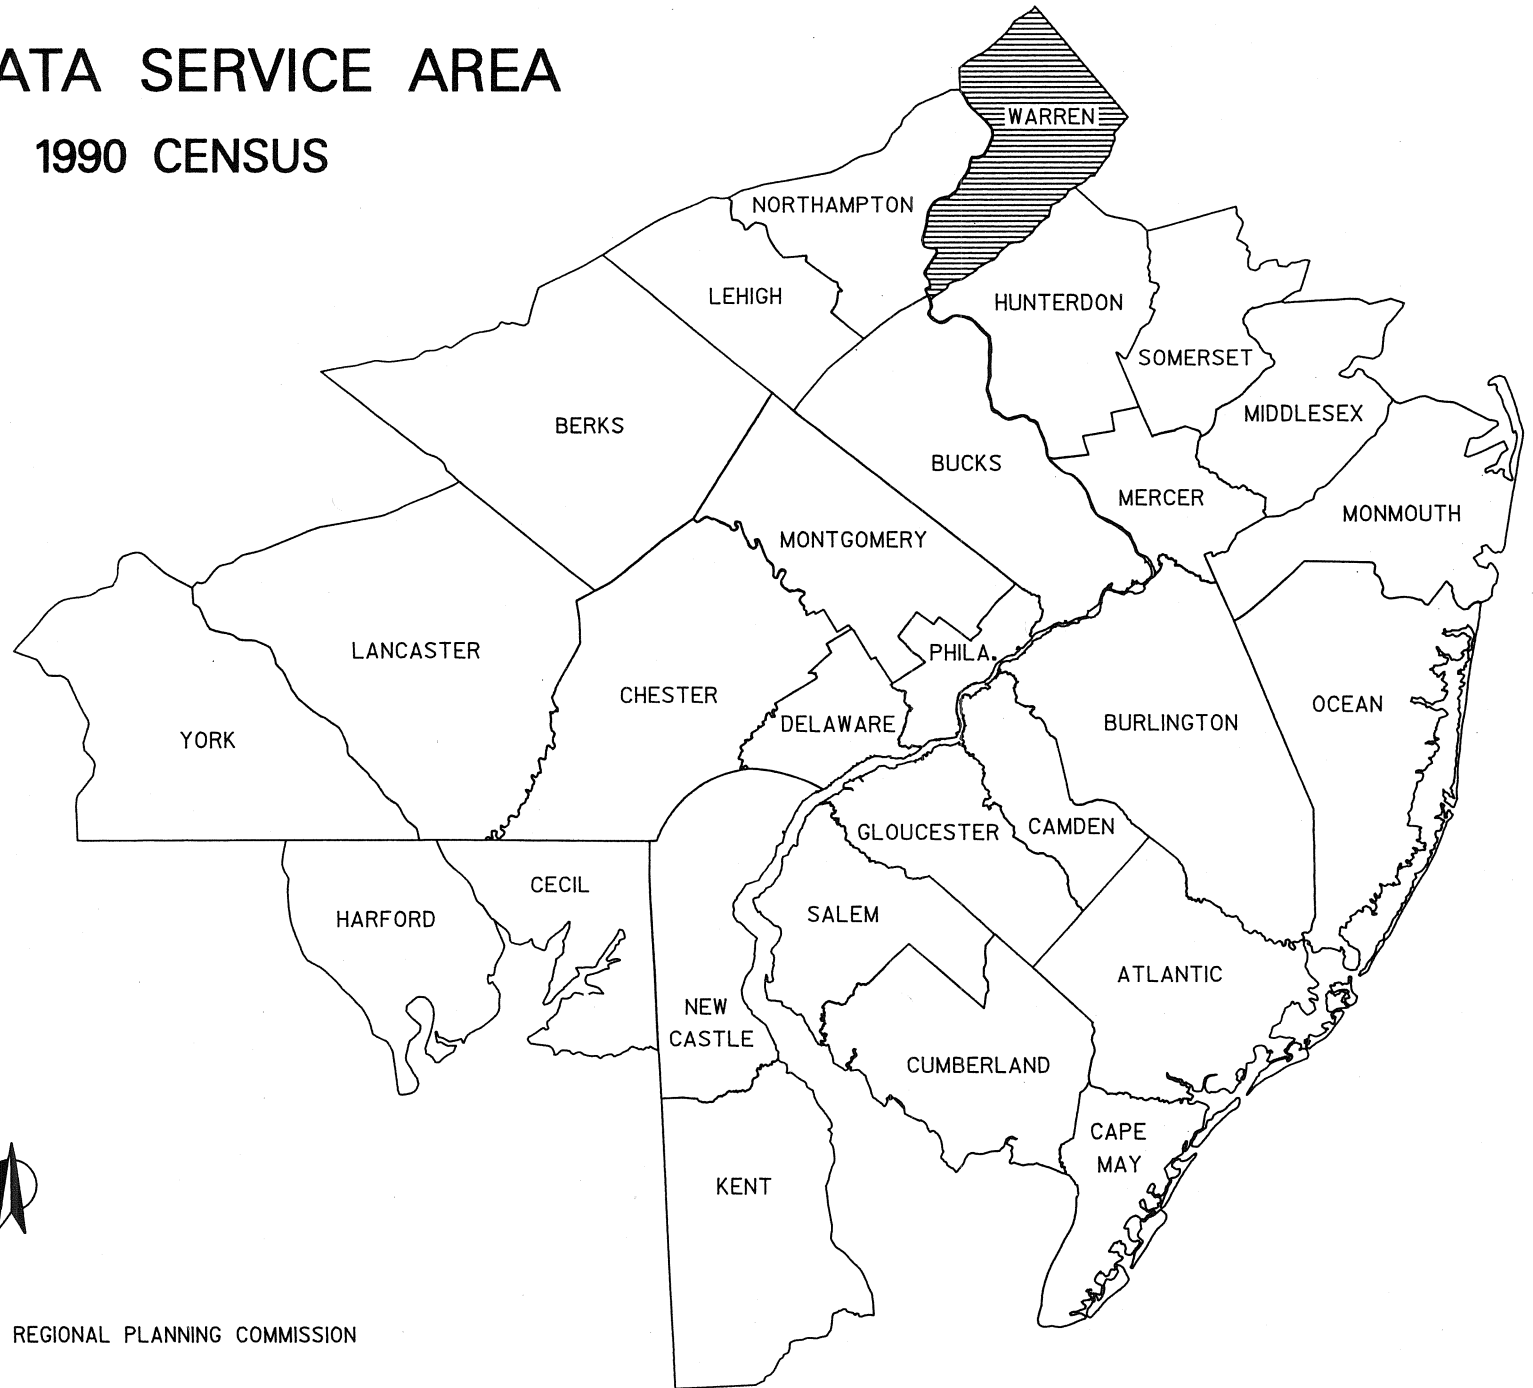 ATA SERVICE AREA
1990 CENSUS
WARREN
NORTHAMPTON
LEHIGH
HUNTERDON
SOMERSET
MIDDLESEX
BERKS
BUCKS
MERCER
MONMOUTH
MONTGOMERY
LANCASTER
PHILA.
CHESTER
DELAWARE
OCEAN
BURLINGTON
YORK
GLOUCESTER
CAMDEN
CECIL
HARFORD
SALEM
ATLANTIC
NEW
CASTLE
CUMBERLAND
CAPE
MAY
KENT
REGIONAL PLANNING COMMISSION